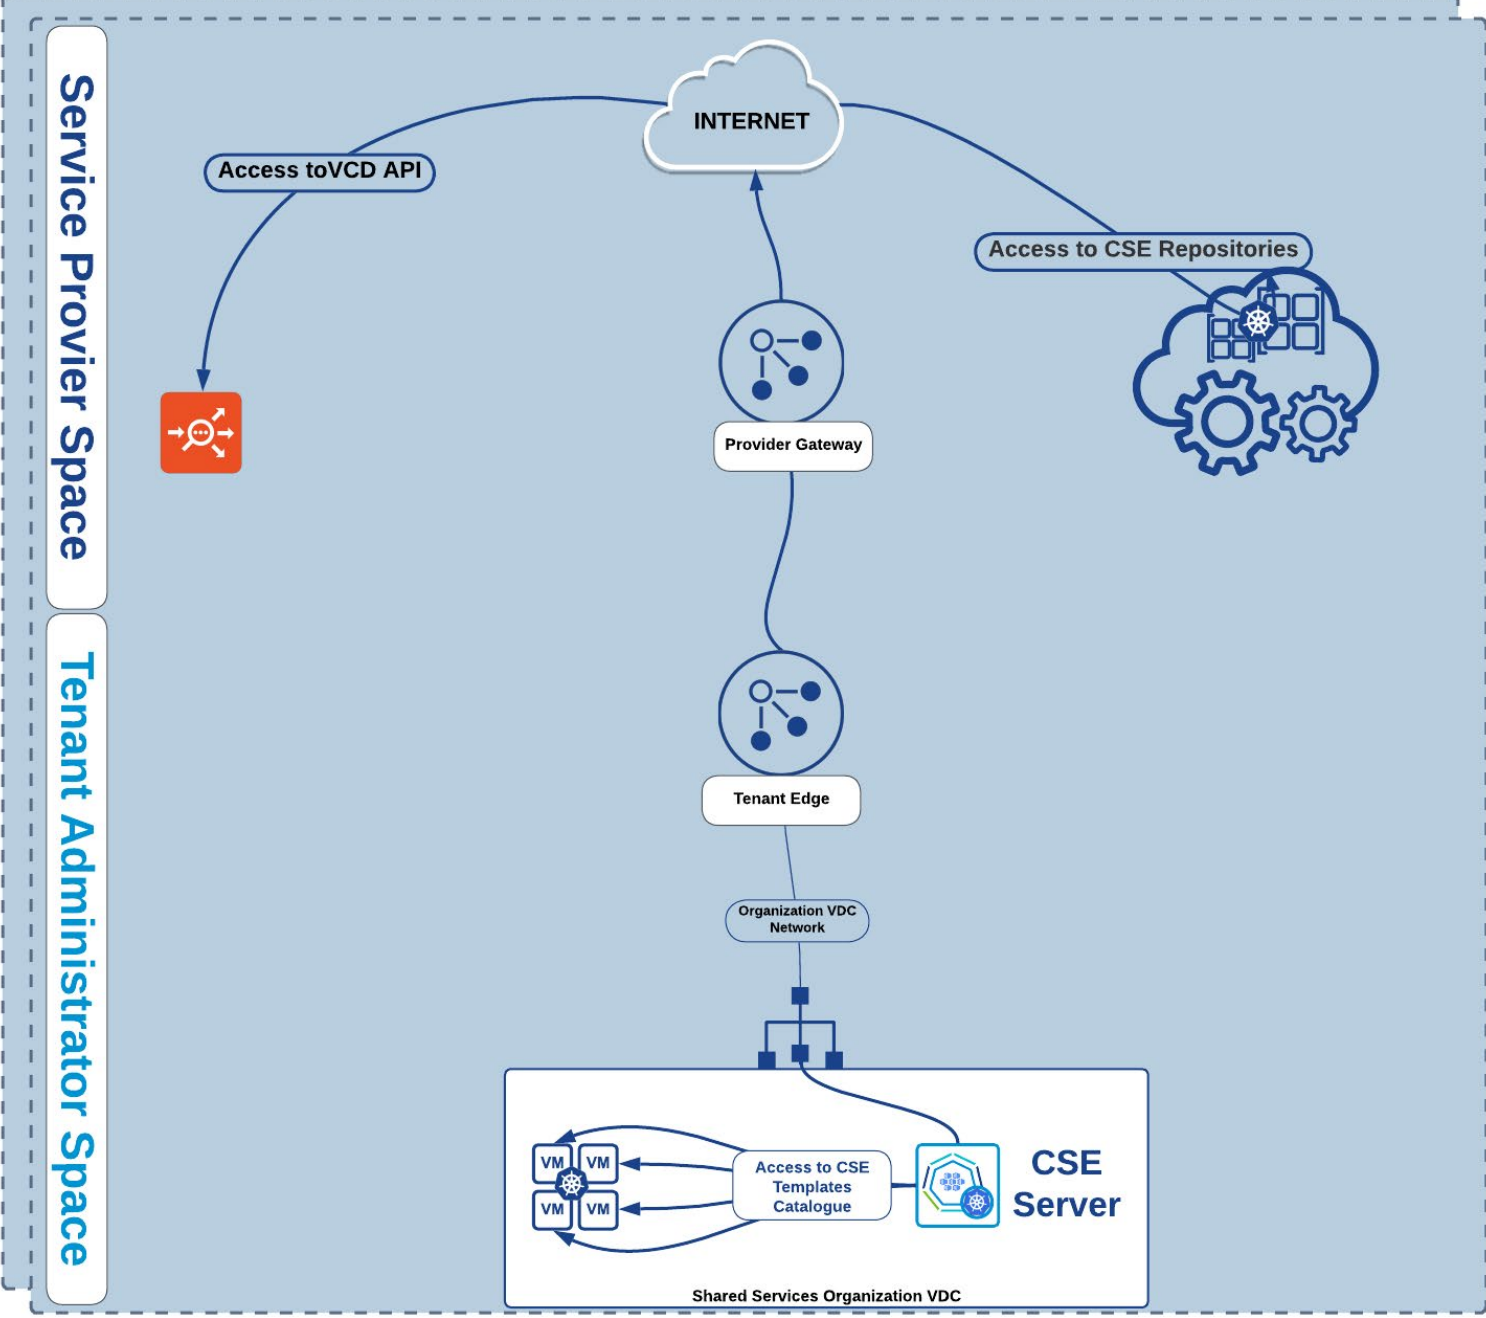 Service Provier Space
INTERNET
Access toVCD API
Access to CSE Repositories
Provider Gateway
Tenant Administrator Space
Tenant Edge
Organization VDC
Network
VM
VM
VM
VM
Access to CSE
Templates
Catalogue
CSE
Server
Shared Services Organization VDC